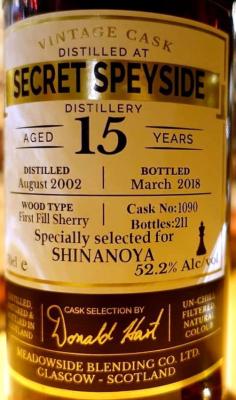 VINTAGE CASK
DISTILLED AT
SECRET SPEYSIDE
DISTILLERY
AGED 15 YEARS
DISTILLED BOTTLED
August 2002 March 2018
WOOD TYPE Cask No:1090
First Fill Sherry Bottles:211
Specially selected for
SHINANOYA
cl e 52.2% Alc/vol
CASK SELECTION BY
Donald Hart
UN-CHILL
FILTERED
NATURAL
COLOUR
MEADOWSIDE BLENDING CO. LTD.
GLASGOW - SCOTLAND